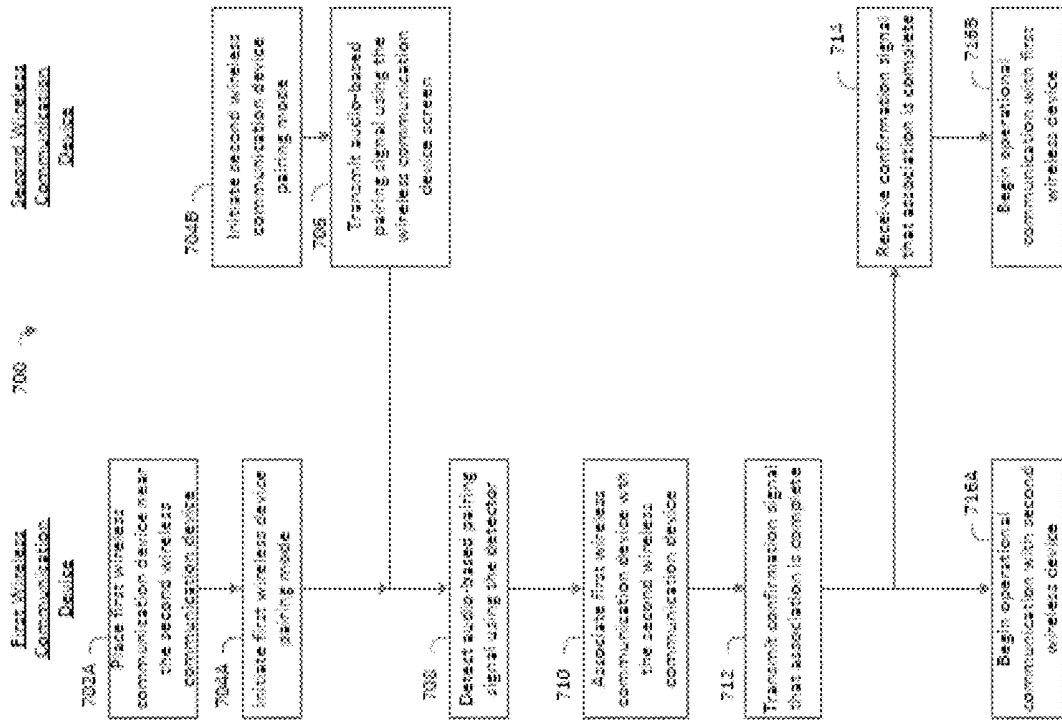 700
First Wireless
Communication
Device
Second Wireless
Communication
Device
702A
Place first wireless
communication device near
the second wireless
communication device
704A
Initiate first wireless device
pairing mode
704B
Initiate second wireless
communication device
pairing mode
706
Transmit audio-based
pairing signal using the
wireless communication
device screen
708
Detect audio-based pairing
signal using the detector
710
Associate first wireless
communication device with
the second wireless
communication device
712
Transmit confirmation signal
that association is complete
714
Receive confirmation signal
that association is complete
716A
Begin operational
communication with second
wireless device
716B
Begin operational
communication with first
wireless device